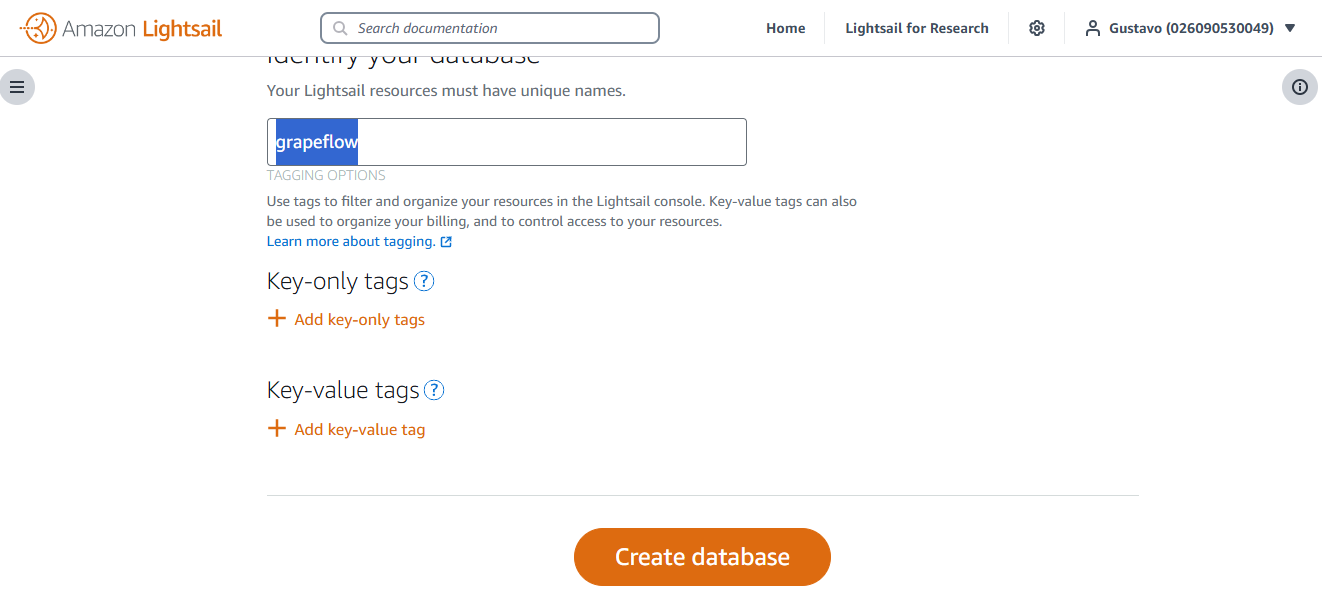 Amazon Lightsail
Search documentation
Home
Lightsail for Research
Gustavo (026090530049)
Identify your database
Your Lightsail resources must have unique names.
grapeflow
TAGGING OPTIONS
Use tags to filter and organize your resources in the Lightsail console. Key-value tags can also
be used to organize your billing, and to control access to your resources.
Learn more about tagging.
Key-only tags ?
+ Add key-only tags
Key-value tags ?
+ Add key-value tag
Create database